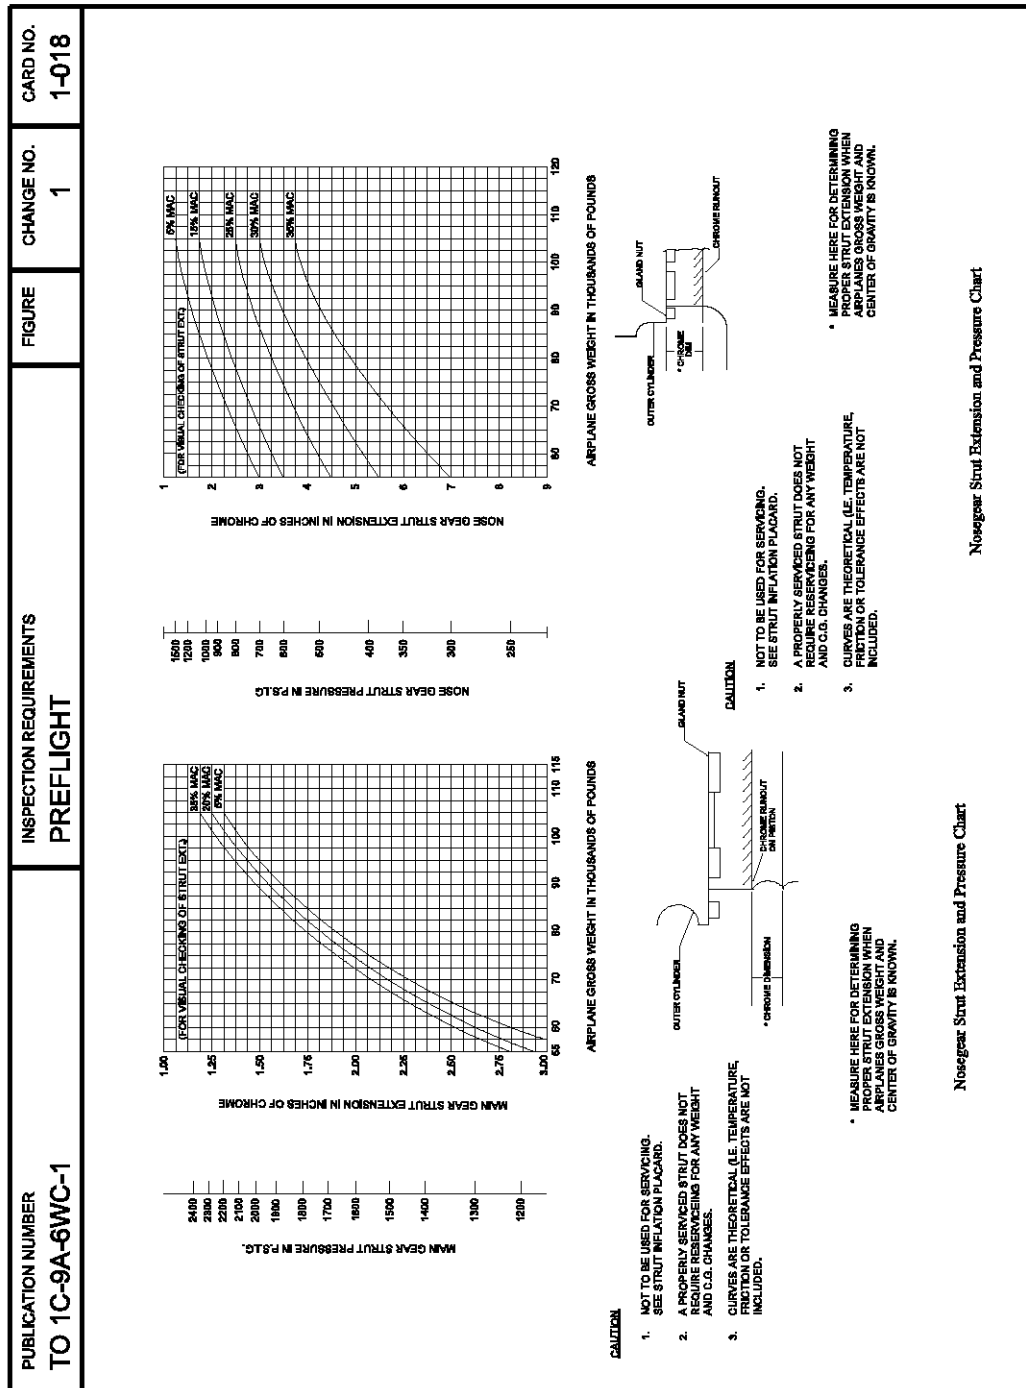 PUBLICATION NUMBER
TO 1C-9A-6WC-1
INSPECTION REQUIREMENTS
PREFLIGHT
FIGURE
CHANGE NO.
1
CARD NO.
1-018
2400
2300
2200
2100
2000
1900
1800
1700
1600
1500
1400
1300
1200
MAIN GEAR STRUT PRESSURE IN P.S.I.G.
1.00
1.25
1.50
1.75
2.00
2.25
2.50
2.75
3.00
MAIN GEAR STRUT EXTENSION IN INCHES OF CHROME
(FOR VISUAL CHECKING OF STRUT EXT.)
35% MAC
20% MAC
5% MAC
55 60 70 80 90 100 115
AIRPLANE GROSS WEIGHT IN THOUSANDS OF POUNDS
1500
1200
1000
900
800
700
600
500
400
350
300
250
NOSE GEAR STRUT PRESSURE IN P.S.I.G
1
2
3
4
5
6
7
8
9
NOSE GEAR STRUT EXTENSION IN INCHES OF CHROME
(FOR VISUAL CHECKING OF STRUT EXT.)
5% MAC
15% MAC
25% MAC
30% MAC
35% MAC
60 70 80 90 100 110 120
AIRPLANE GROSS WEIGHT IN THOUSANDS OF POUNDS
CAUTION
1. NOT TO BE USED FOR SERVICING.
SEE STRUT INFLATION PLACARD.
2. A PROPERLY SERVICED STRUT DOES NOT
REQUIRE RESERVICEING FOR ANY WEIGHT
AND C.G. CHANGES.
3. CURVES ARE THEORETICAL (I.E. TEMPERATURE,
FRICTION OR TOLERANCE EFFECTS ARE NOT
INCLUDED.
OUTER CYLINDER
GLAND NUT
* CHROME DIMENSION
CHROME RUNOUT
ON PISTON
* MEASURE HERE FOR DETERMINING
PROPER STRUT EXTENSION WHEN
AIRPLANES GROSS WEIGHT AND
CENTER OF GRAVITY IS KNOWN.
Nosegear Strut Extension and Pressure Chart
CAUTION
1. NOT TO BE USED FOR SERVICING.
SEE STRUT INFLATION PLACARD.
2. A PROPERLY SERVICED STRUT DOES NOT
REQUIRE RESERVICEING FOR ANY WEIGHT
AND C.G. CHANGES.
3. CURVES ARE THEORETICAL (I.E. TEMPERATURE,
FRICTION OR TOLERANCE EFFECTS ARE NOT
INCLUDED.
OUTER CYLINDER
GLAND NUT
* CHROME
DIM
CHROME RUNOUT
* MEASURE HERE FOR DETERMINING
PROPER STRUT EXTENSION WHEN
AIRPLANES GROSS WEIGHT AND
CENTER OF GRAVITY IS KNOWN.
Nosegear Strut Extension and Pressure Chart